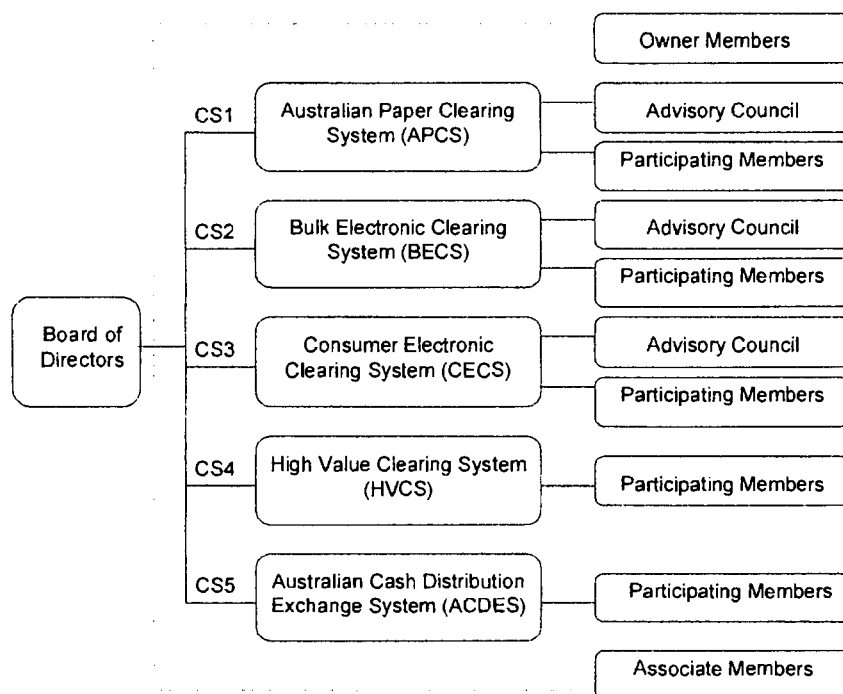 Owner Members
CS1
Australian Paper Clearing
System (APCS)
Advisory Council
Participating Members
CS2
Bulk Electronic Clearing
System (BECS)
Advisory Council
Participating Members
Board of
Directors
CS3
Consumer Electronic
Clearing System (CECS)
Advisory Council
Participating Members
CS4
High Value Clearing System
(HVCS)
Participating Members
CS5
Australian Cash Distribution
Exchange System (ACDES)
Participating Members
Associate Members